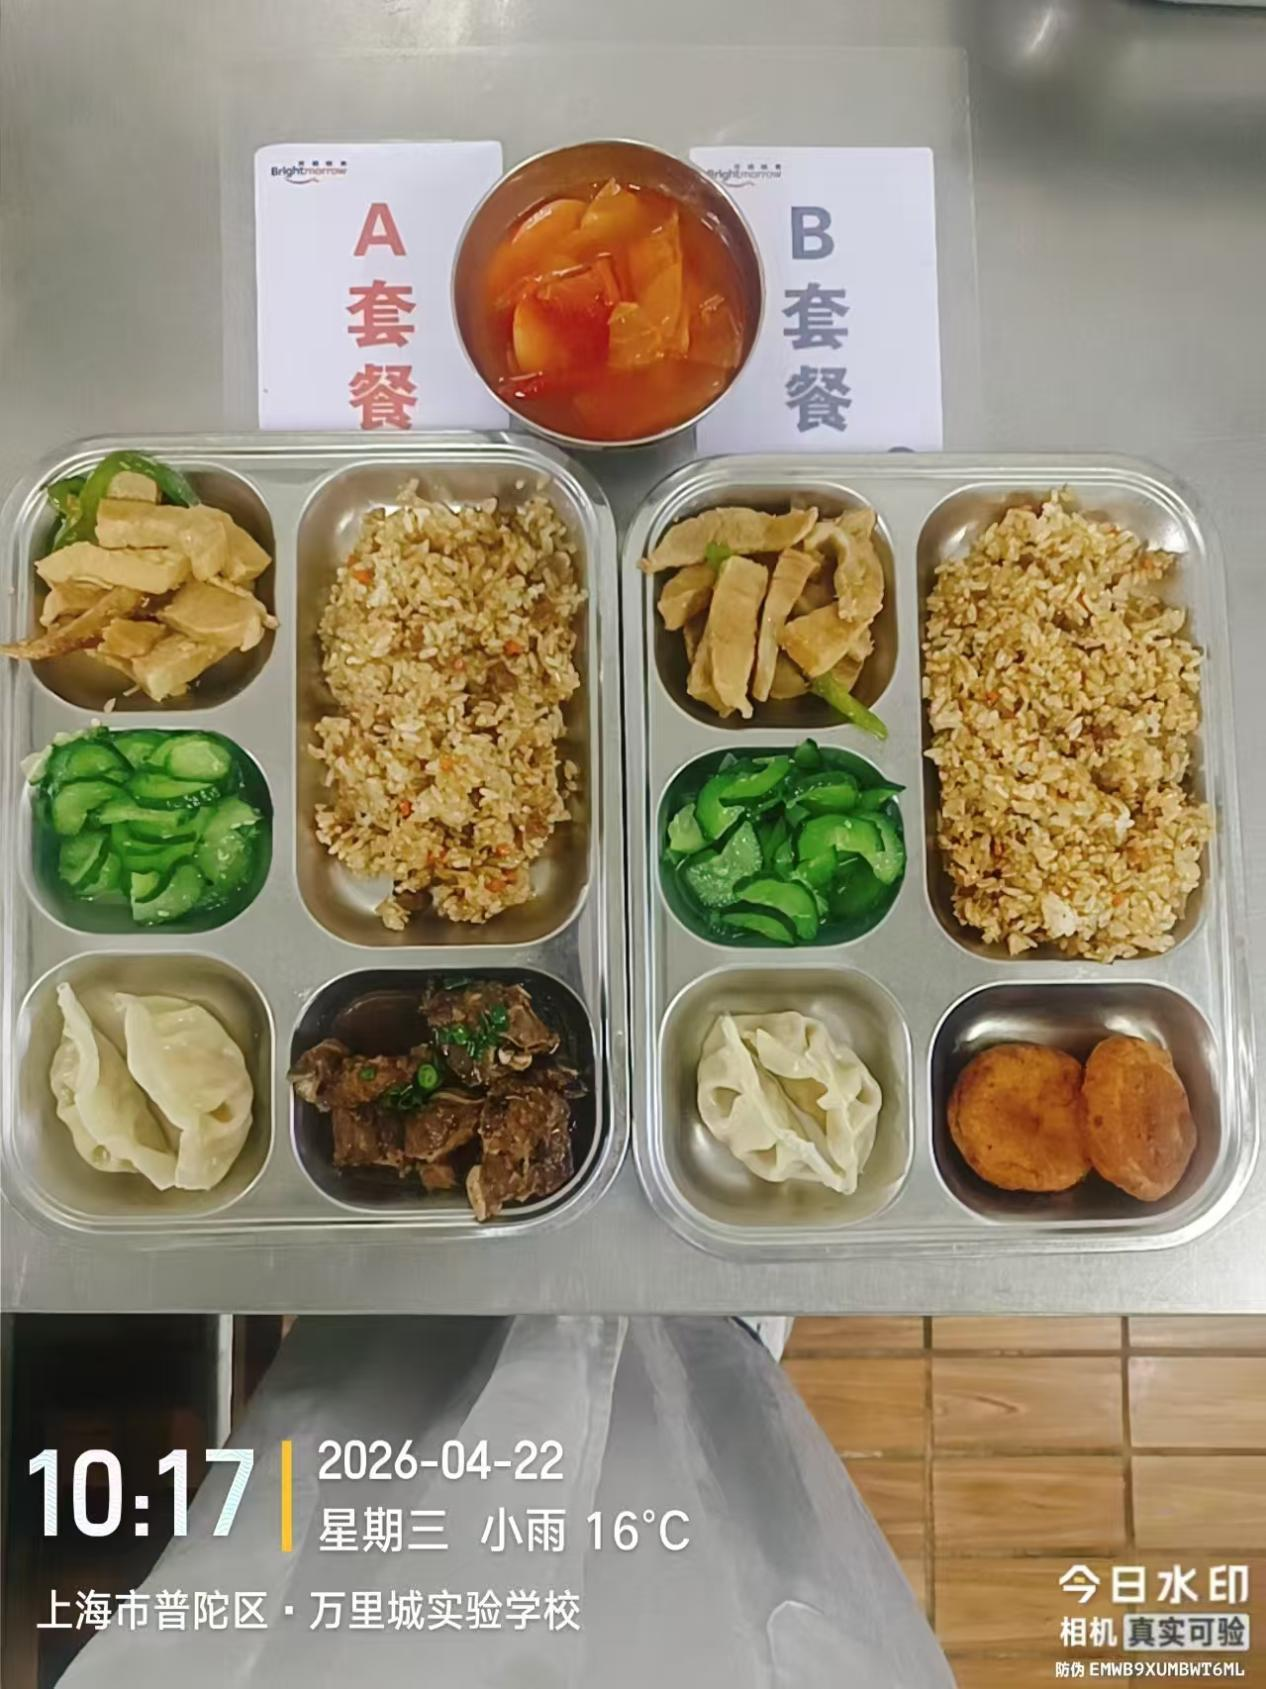 Brightmorrow
A
套
餐
Brightmorrow
B
套
餐
10:17
2026-04-22
星期三 小雨 16°C
上海市普陀区·万里城实验学校
今日水印
相机 真实可验
防伪 EMWB9XUMBWT6ML